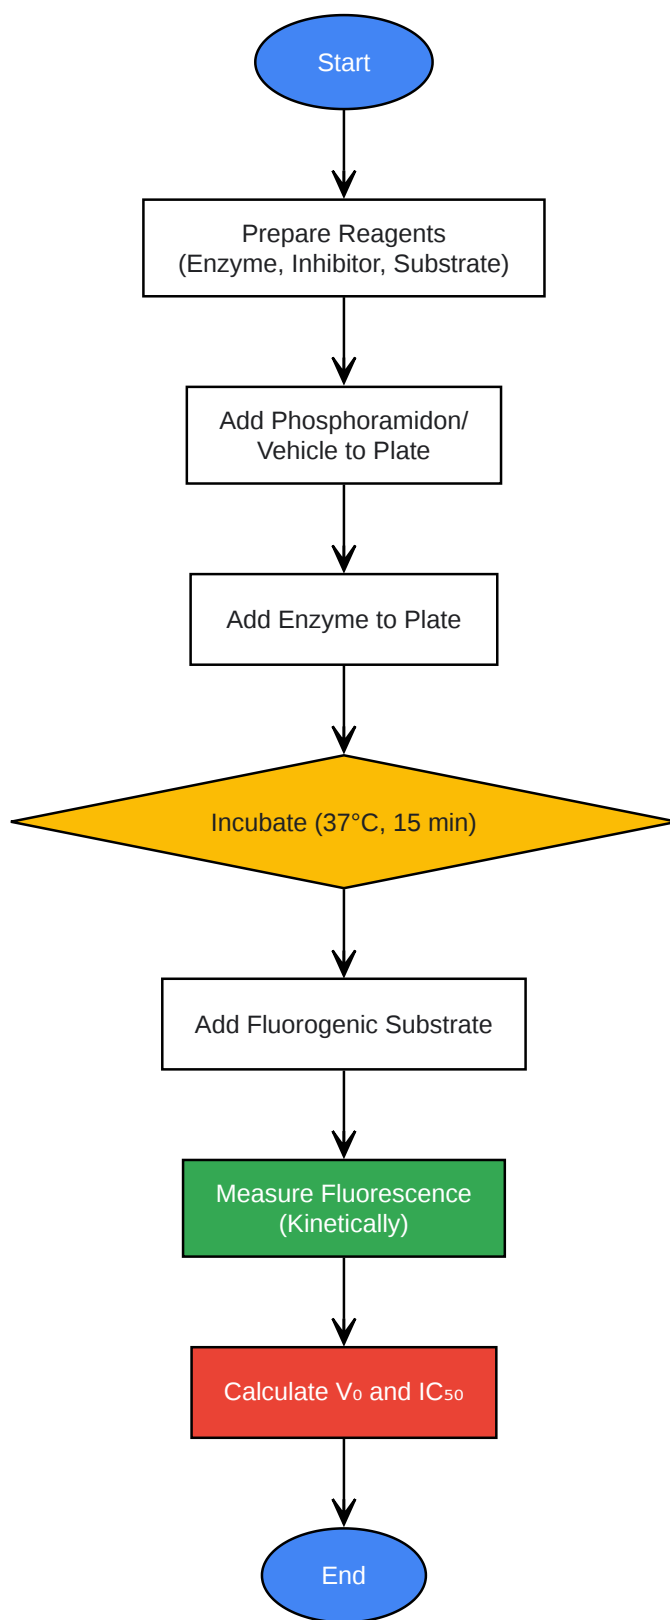 Start
Prepare Reagents
(Enzyme, Inhibitor, Substrate)
Add Phosphoramidon/
Vehicle to Plate
Add Enzyme to Plate
Incubate (37°C, 15 min)
Add Fluorogenic Substrate
Measure Fluorescence
(Kinetically)
Calculate V₀ and IC₅₀
End